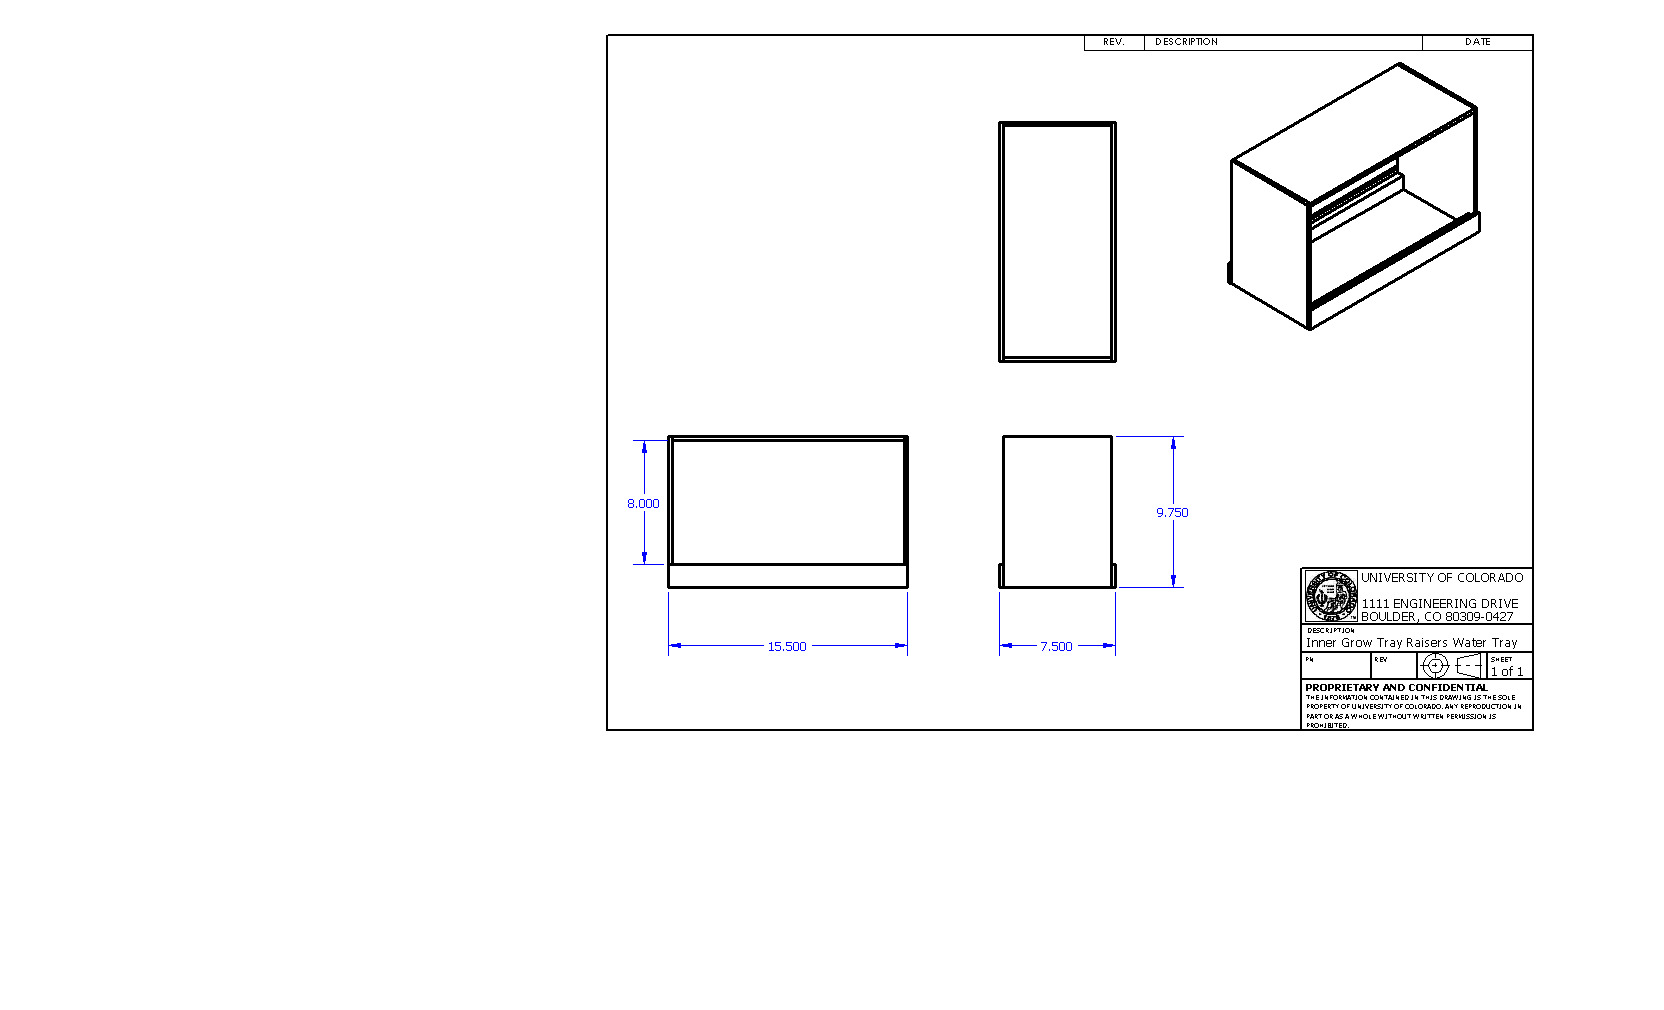 REV. DESCRIPTION DATE
8.000
9.750
15.500
7.500
UNIVERSITY OF COLORADO
1111 ENGINEERING DRIVE
BOULDER, CO 80309-0427
DESCRIPTION
Inner Grow Tray Raisers Water Tray
PN REV SHEET
1 of 1
PROPRIETARY AND CONFIDENTIAL
THE INFORMATION CONTAINED IN THIS DRAWING IS THE SOLE
PROPERTY OF UNIVERSITY OF COLORADO. ANY REPRODUCTION IN
PART OR AS A WHOLE WITHOUT WRITTEN PERMISSION IS
PROHIBITED.